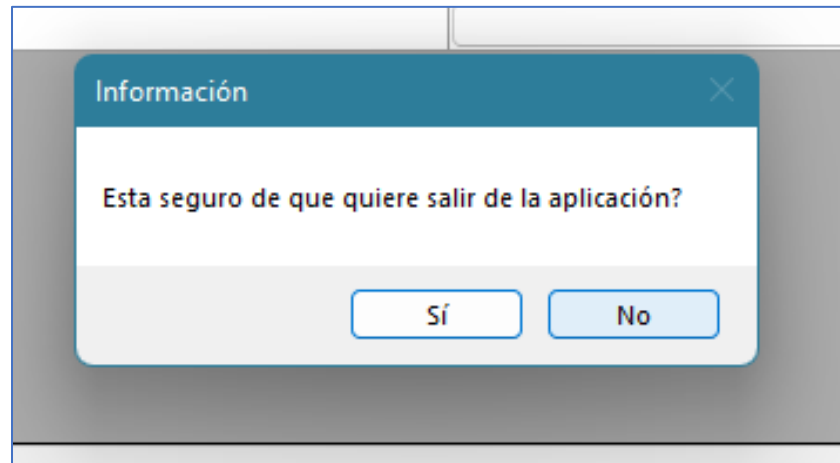 Información
Esta seguro de que quiere salir de la aplicación?
Sí
No